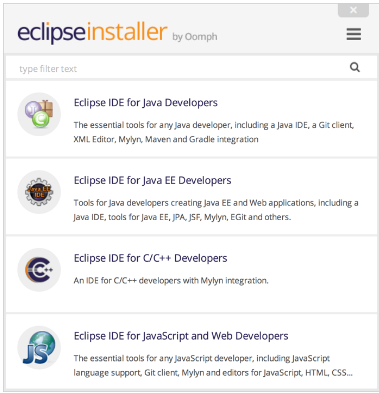 eclipseinstaller by Oomph
type filter text
Eclipse IDE for Java Developers
The essential tools for any Java developer, including a Java IDE, a Git client,
XML Editor, Mylyn, Maven and Gradle integration
Java EE
IDE
Eclipse IDE for Java EE Developers
Tools for Java developers creating Java EE and Web applications, including a
Java IDE, tools for Java EE, JPA, JSF, Mylyn, EGit and others.
C++
Eclipse IDE for C/C++ Developers
An IDE for C/C++ developers with Mylyn integration.
JS
Eclipse IDE for JavaScript and Web Developers
The essential tools for any JavaScript developer, including JavaScript
language support, Git client, Mylyn and editors for JavaScript, HTML, CSS...